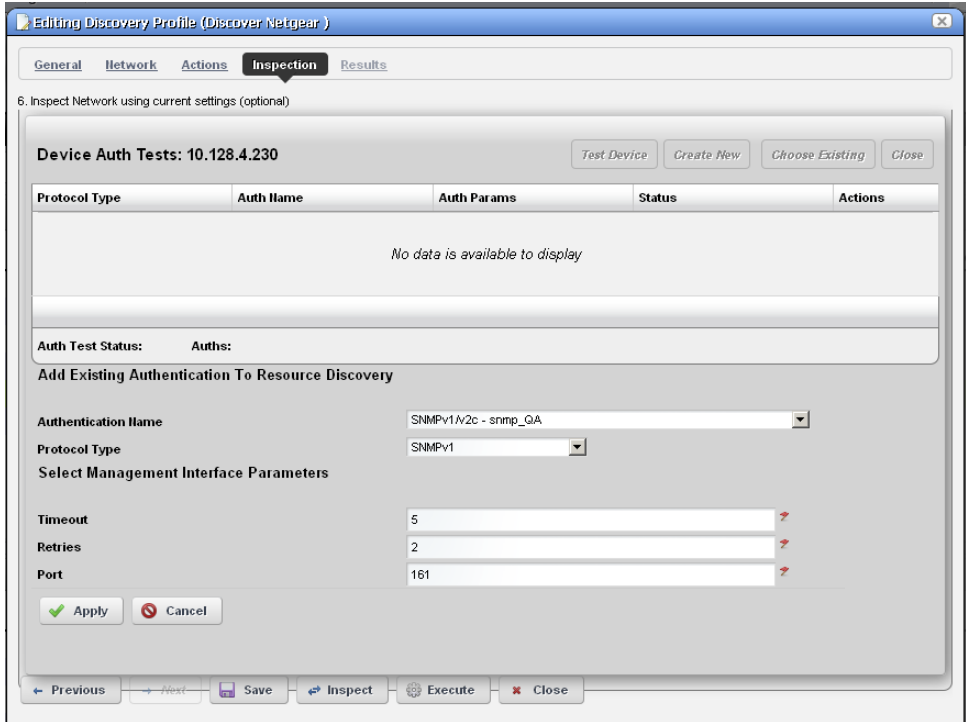 Editing Discovery Profile (Discover Netgear )
General Network Actions Inspection Results
6. Inspect Network using current settings (optional)
Device Auth Tests: 10.128.4.230
Test Device Create New Choose Existing Close
Protocol Type Auth Name Auth Params Status Actions
No data is available to display
Auth Test Status: Auths:
Add Existing Authentication To Resource Discovery
Authentication Name SNMPv1/v2c - snmp_QA
Protocol Type SNMPv1
Select Management Interface Parameters
Timeout 5
Retries 2
Port 161
Apply Cancel
Previous Next Save Inspect Execute Close